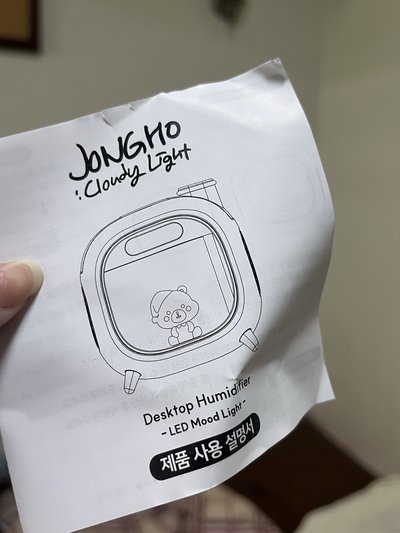 JONGHO
: Cloudy Light
Desktop Humidifier
- LED Mood Light -
제품 사용 설명서